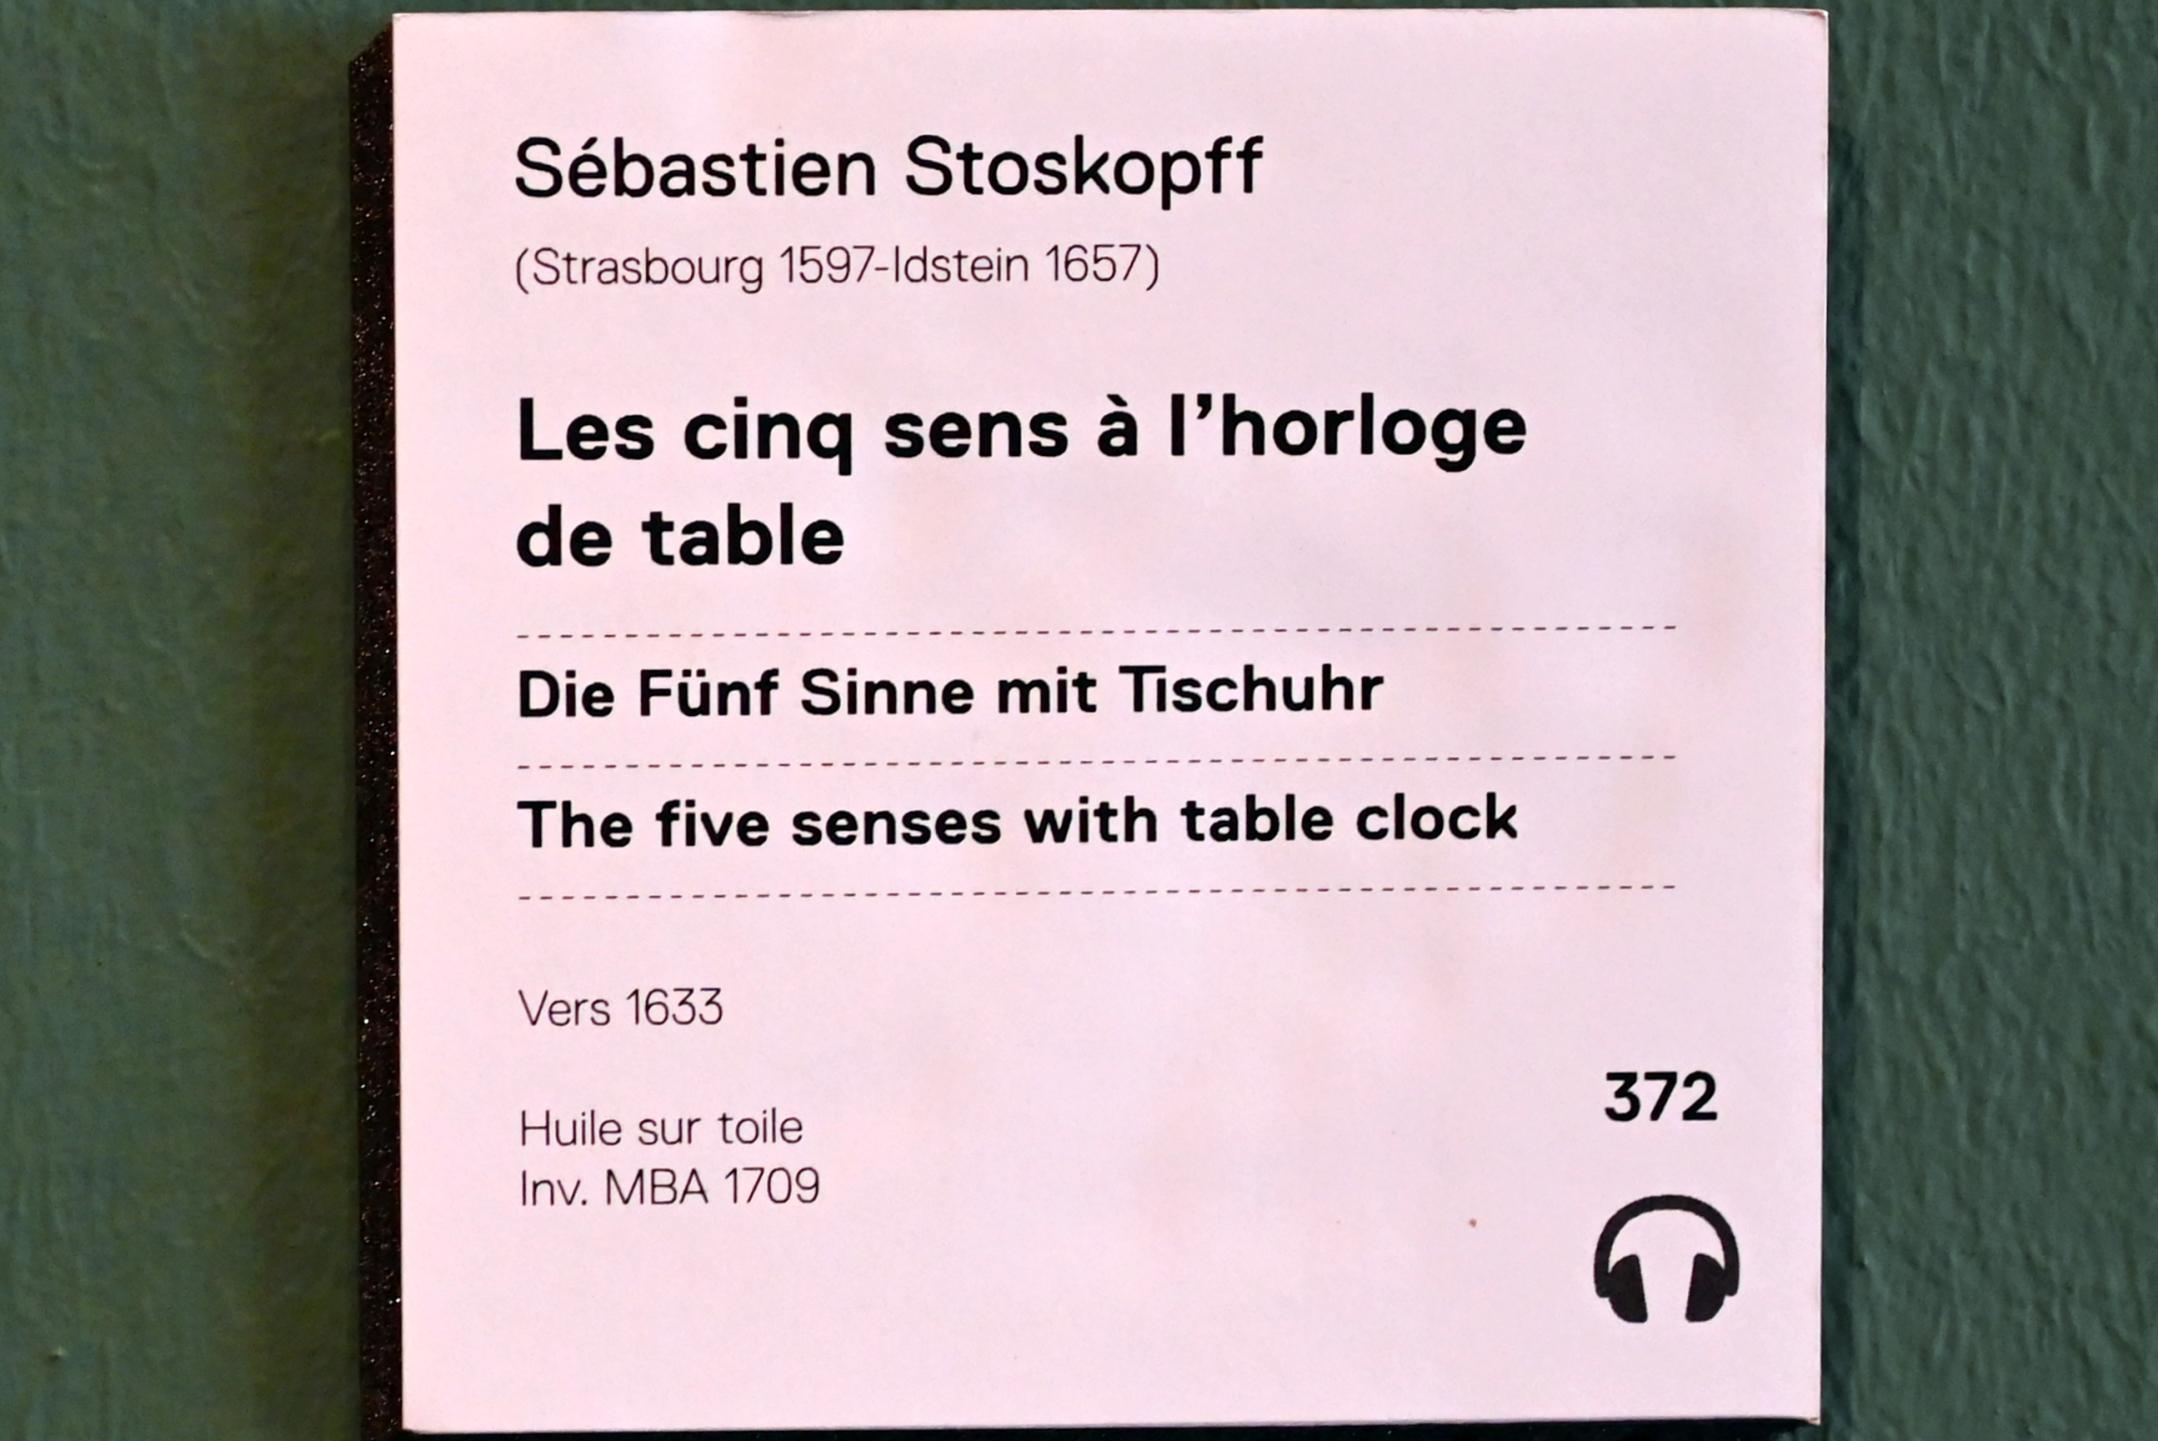 Sébastien Stoskopff
(Strasbourg 1597-Idstein 1657)
Les cinq sens à l’horloge
de table
Die Fünf Sinne mit Tischuhr
The five senses with table clock
Vers 1633
Huile sur toile
Inv. MBA 1709
372